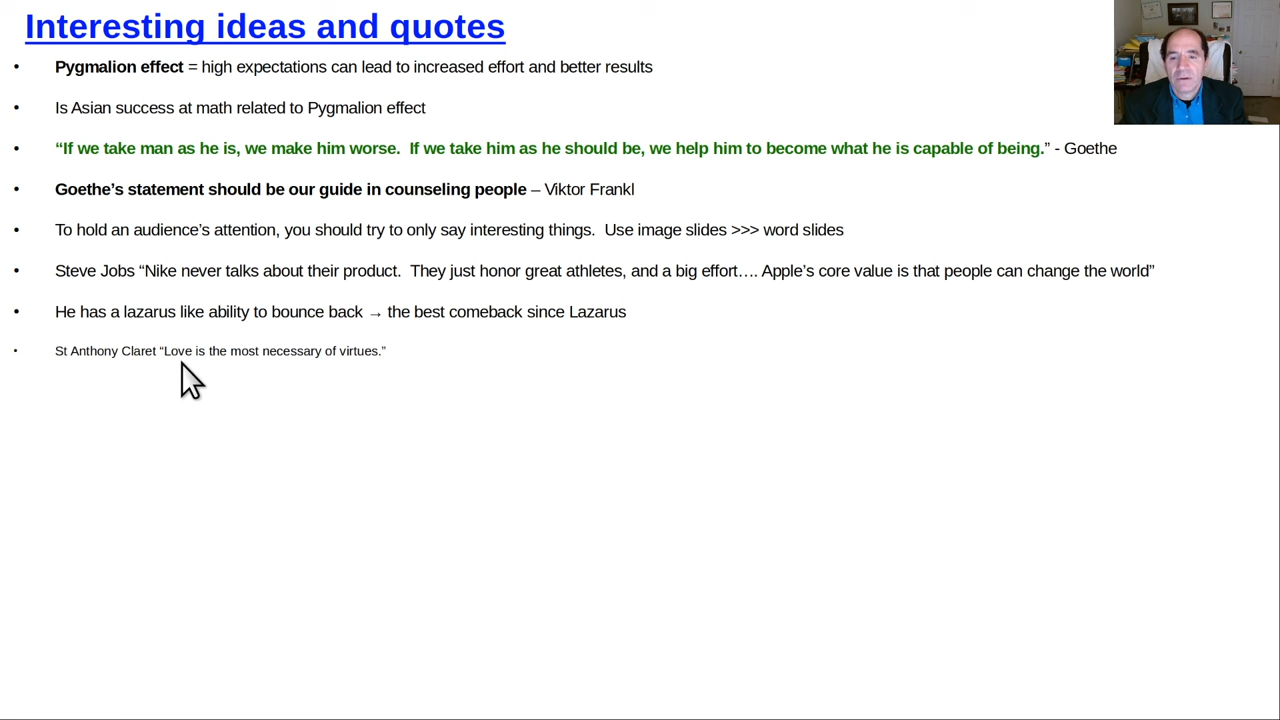 Interesting ideas and quotes
• Pygmalion effect = high expectations can lead to increased effort and better results
• Is Asian success at math related to Pygmalion effect
• “If we take man as he is, we make him worse.  If we take him as he should be, we help him to become what he is capable of being.” - Goethe
• Goethe’s statement should be our guide in counseling people – Viktor Frankl
• To hold an audience’s attention, you should try to only say interesting things.  Use image slides >>> word slides
• Steve Jobs “Nike never talks about their product.  They just honor great athletes, and a big effort…. Apple’s core value is that people can change the world”
• He has a lazarus like ability to bounce back → the best comeback since Lazarus
• St Anthony Claret “Love is the most necessary of virtues.”